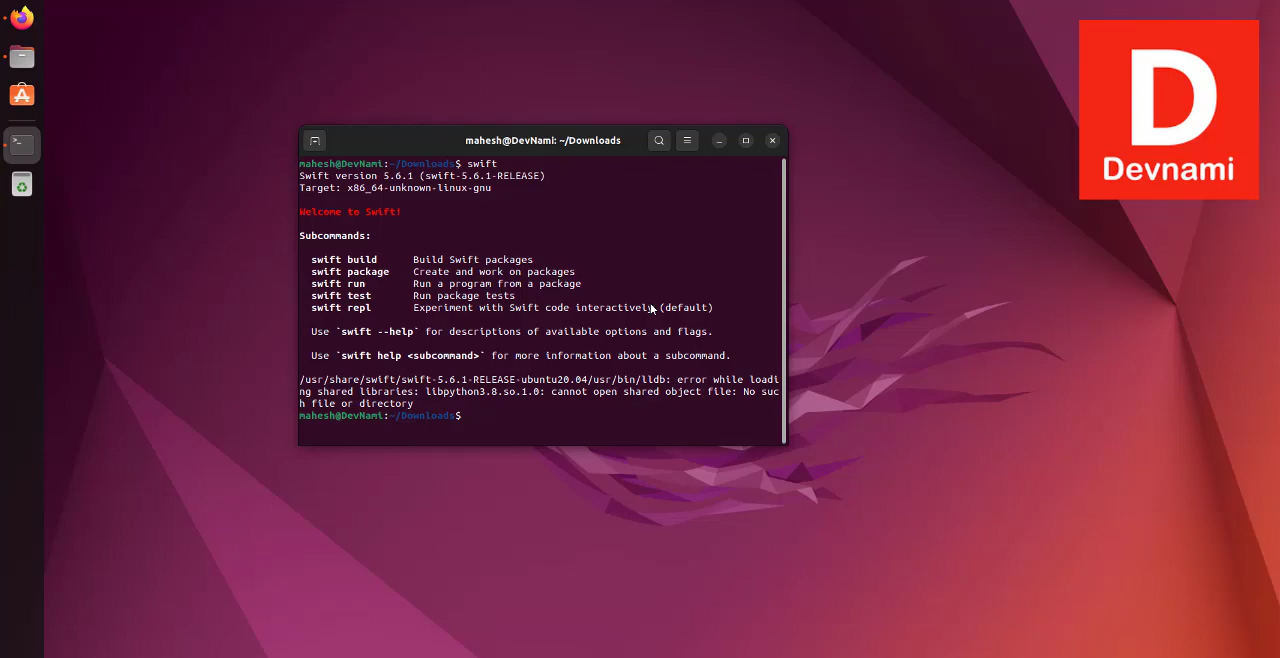 mahesh@DevNami: ~/Downloads
mahesh@DevNami:~/Downloads$ swift
Swift version 5.6.1 (swift-5.6.1-RELEASE)
Target: x86_64-unknown-linux-gnu
Welcome to Swift!
Subcommands:
swift build Build Swift packages
swift package Create and work on packages
swift run Run a program from a package
swift test Run package tests
swift repl Experiment with Swift code interactively (default)
Use `swift --help` for descriptions of available options and flags.
Use `swift help <subcommand>` for more information about a subcommand.
/usr/share/swift/swift-5.6.1-RELEASE-ubuntu20.04/usr/bin/lldb: error while loadi
ng shared libraries: libpython3.8.so.1.0: cannot open shared object file: No suc
h file or directory
mahesh@DevNami:~/Downloads$
D
Devnami